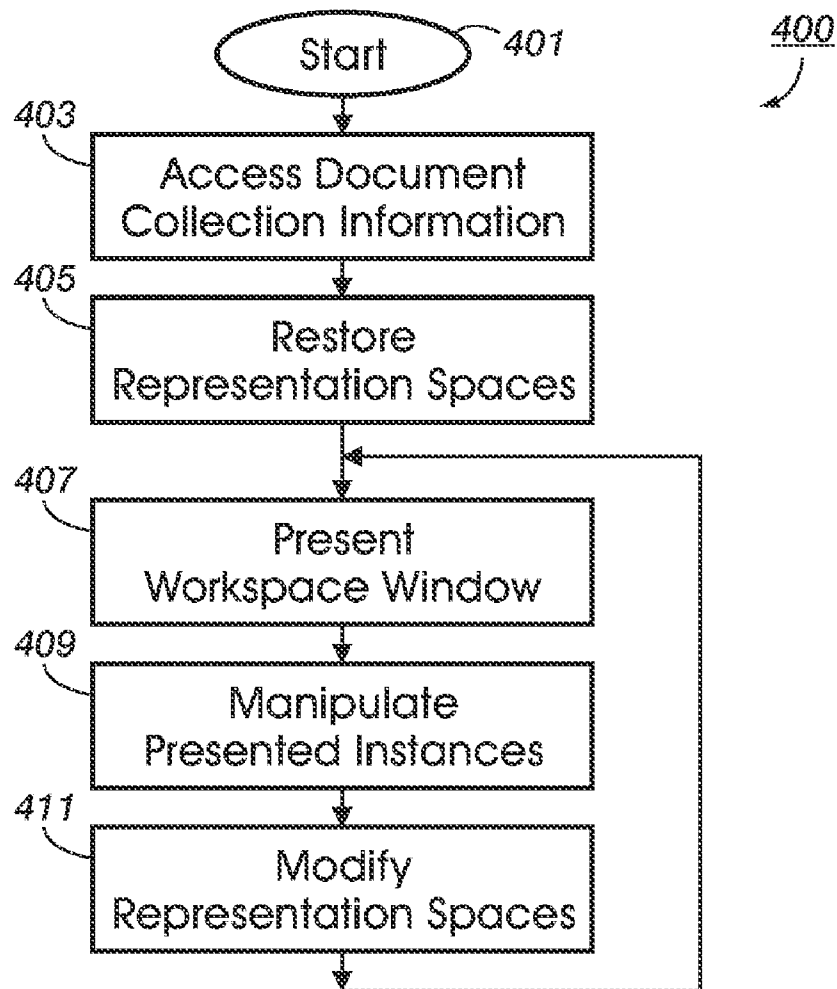 400
Start
401
403
Access Document
Collection Information
405
Restore
Representation Spaces
407
Present
Workspace Window
409
Manipulate
Presented Instances
411
Modify
Representation Spaces